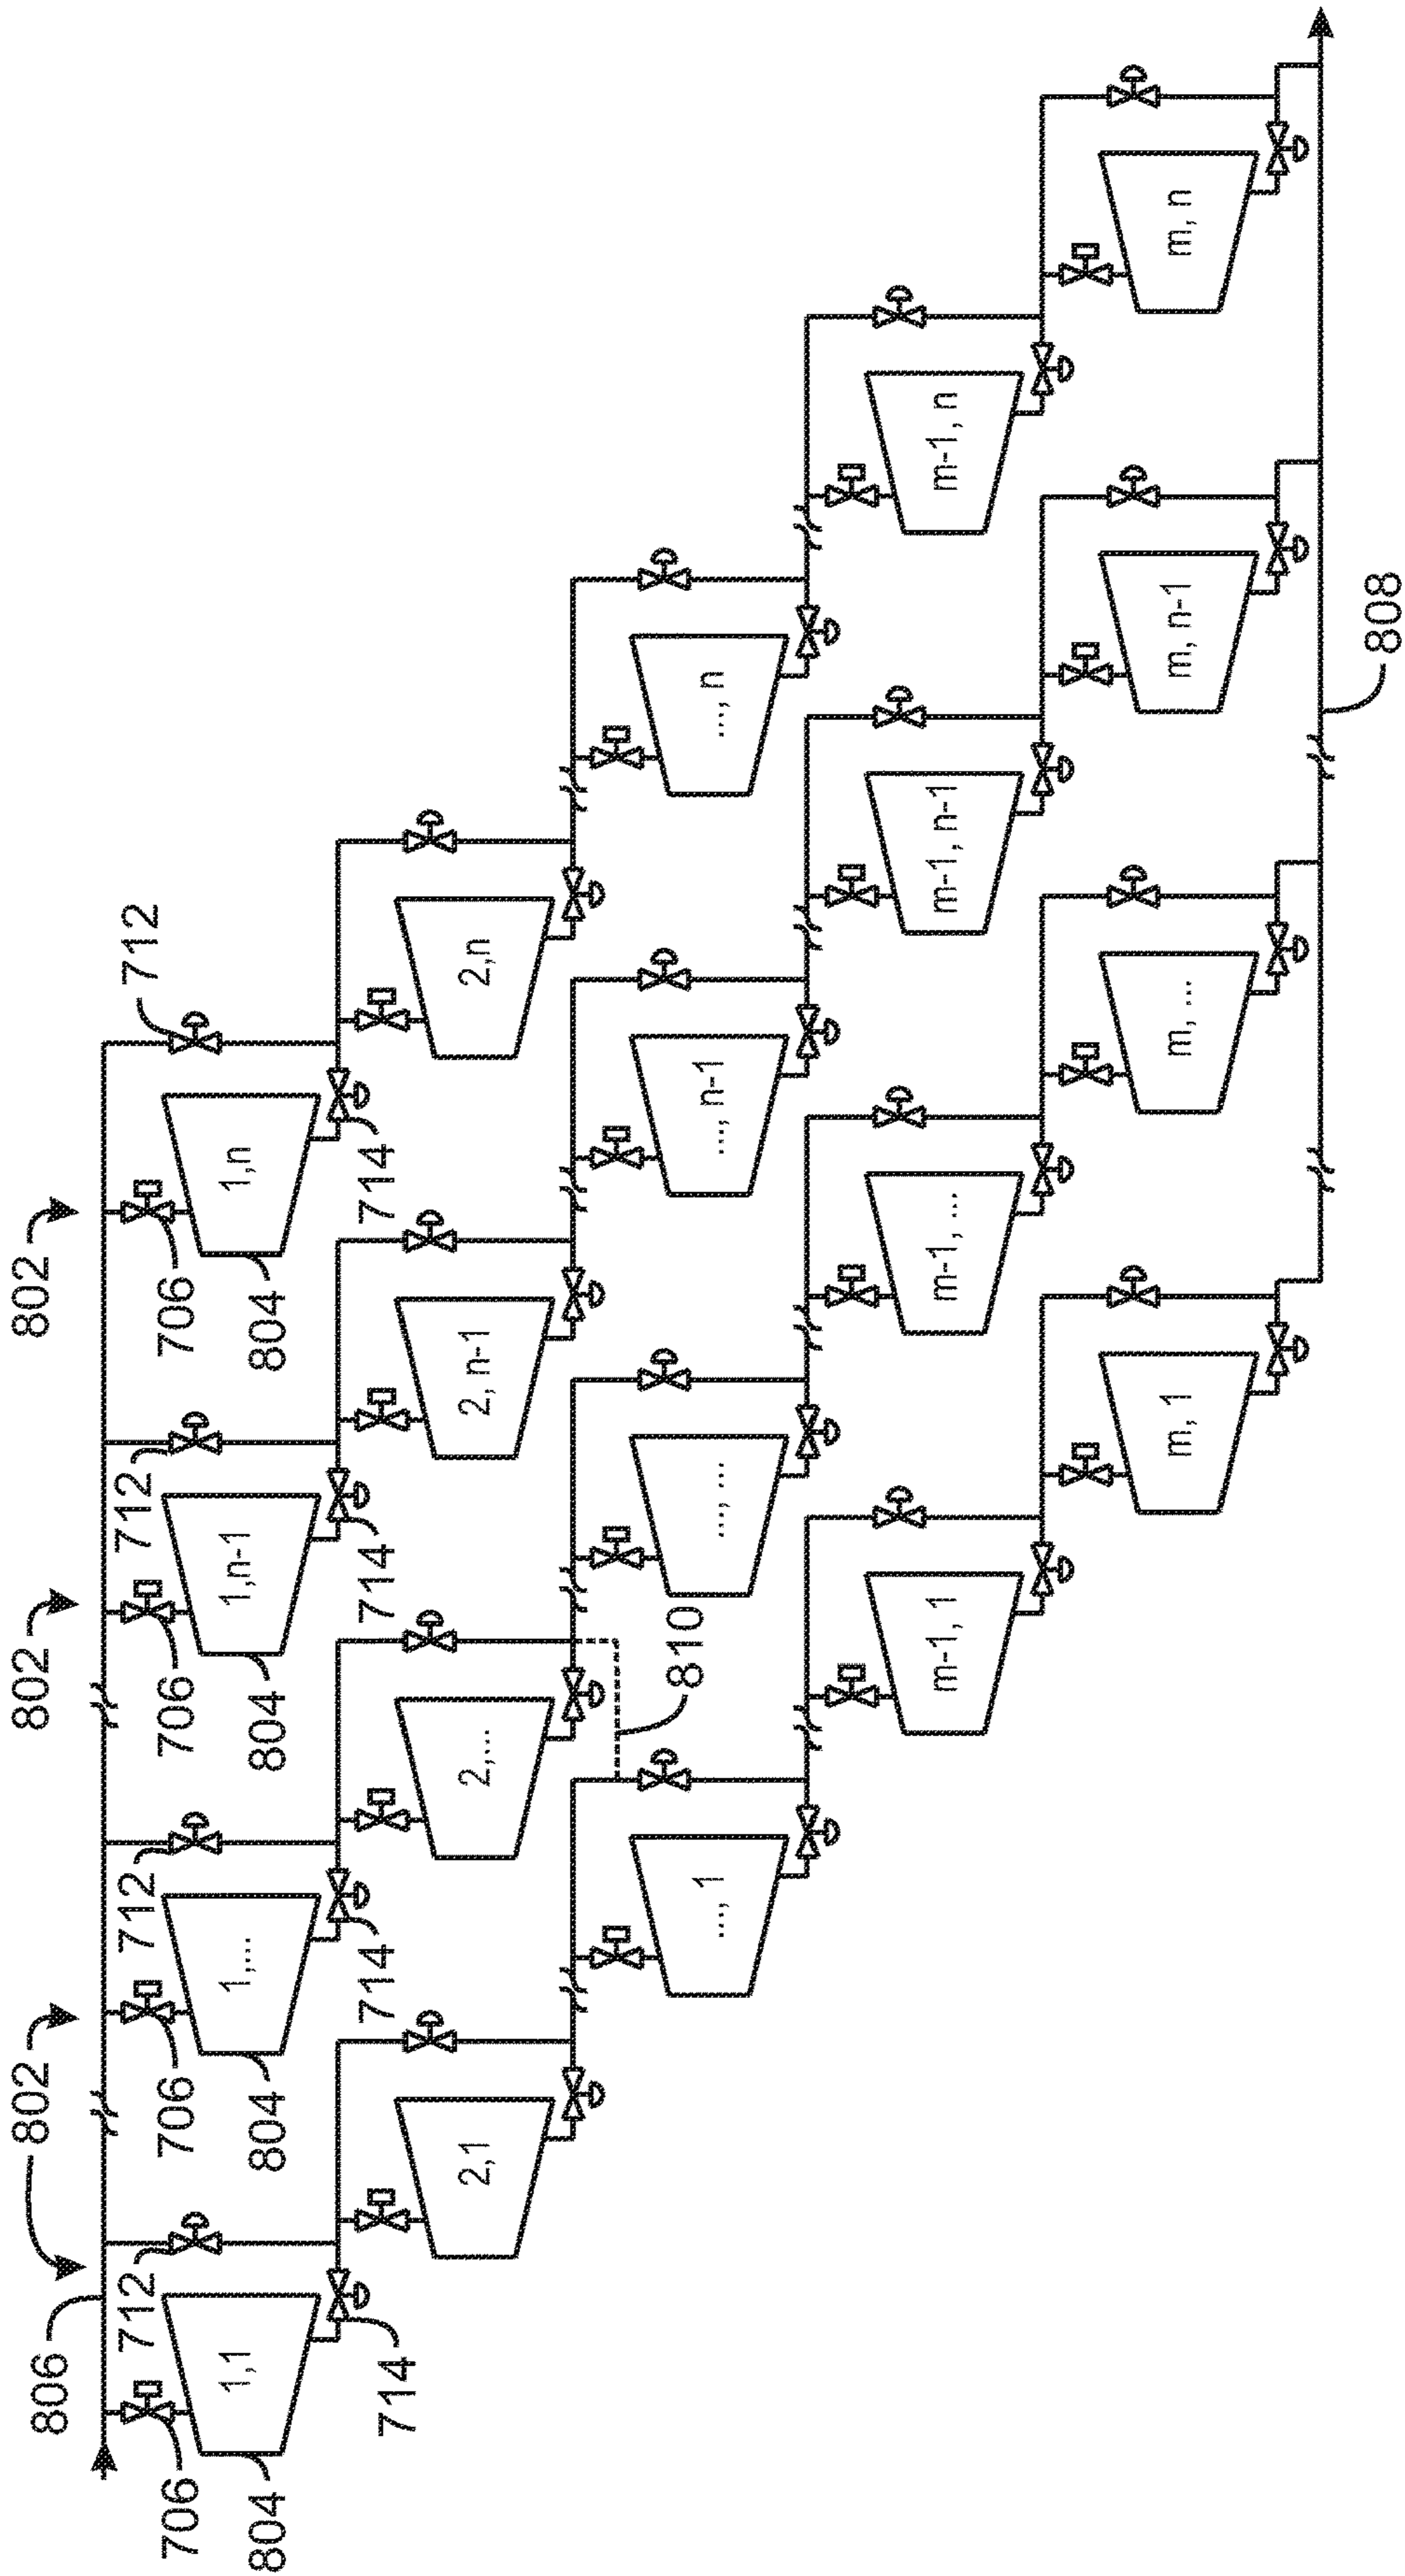 806
802
802
802
712
712
712
712
706
706
706
706
1,1
1,...
1,n-1
1,n
804
804
804
804
714
714
714
714
2,1
2,...
2, n-1
2,n
810
..., 1
..., ...
..., n-1
..., n
m-1, 1
m-1, ...
m-1, n-1
m-1, n
m, 1
m, ...
m, n-1
m, n
808